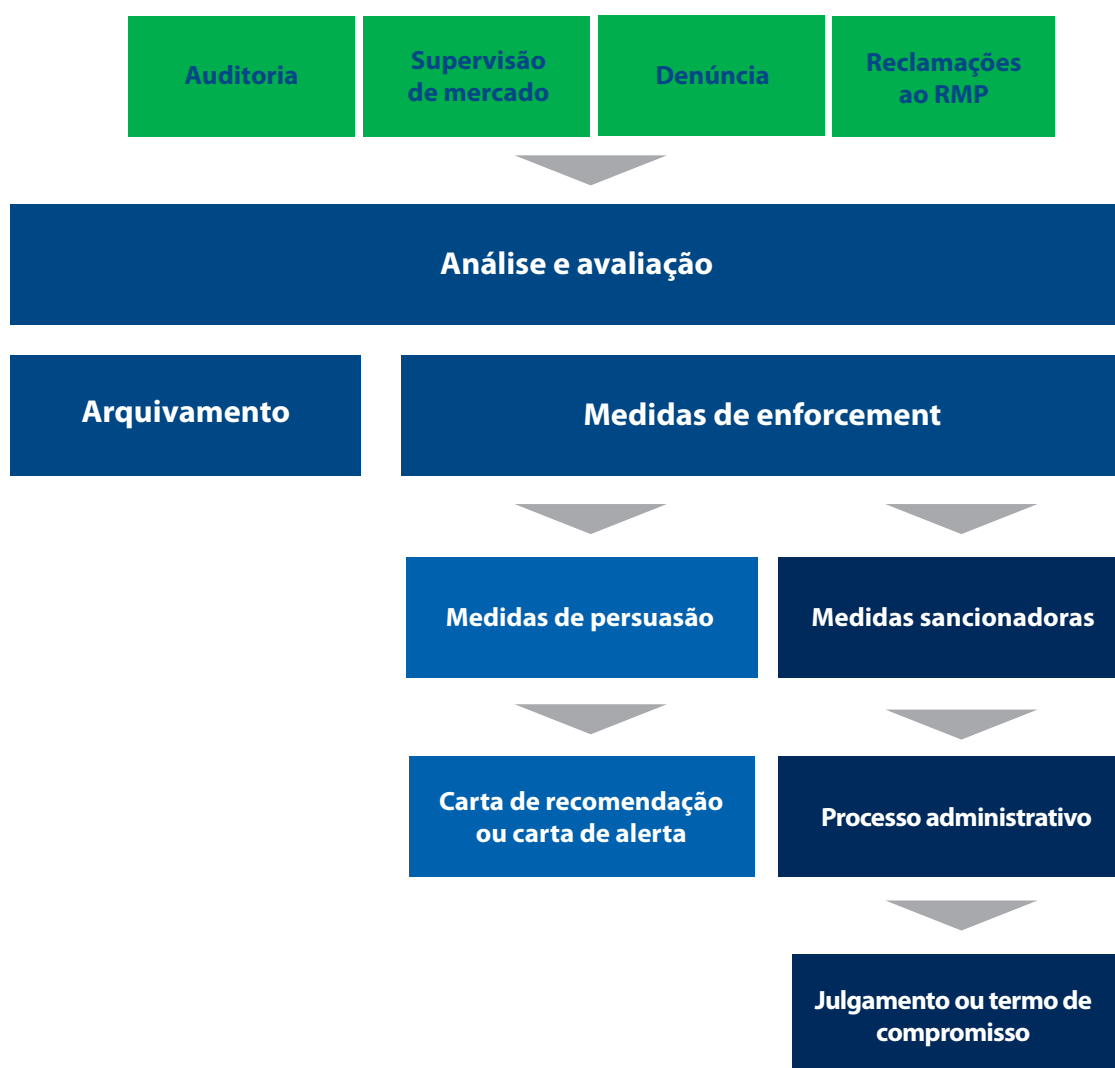 Auditoria
Supervisão
de mercado
Denúncia
Reclamações
ao RMP
Análise e avaliação
Arquivamento
Medidas de enforcement
Medidas de persuasão
Medidas sancionadoras
Carta de recomendação
ou carta de alerta
Processo administrativo
Julgamento ou termo de
compromisso